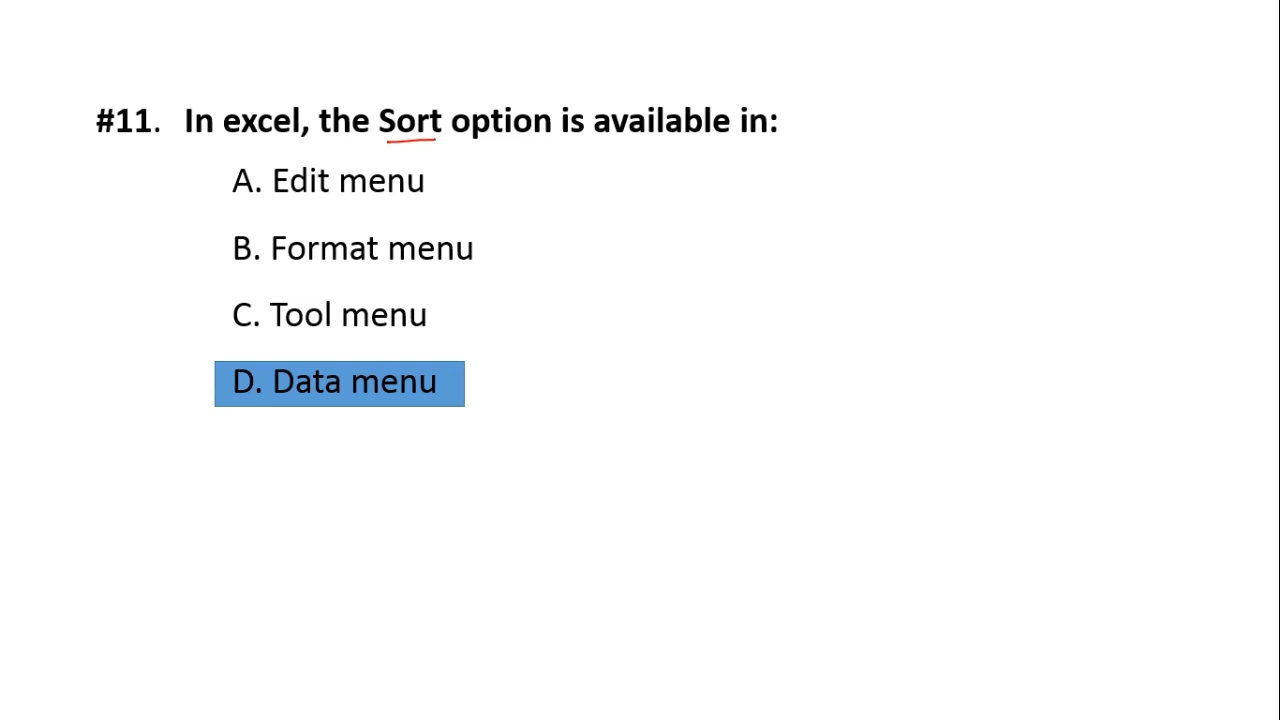 #11. In excel, the Sort option is available in:
A. Edit menu
B. Format menu
C. Tool menu
D. Data menu